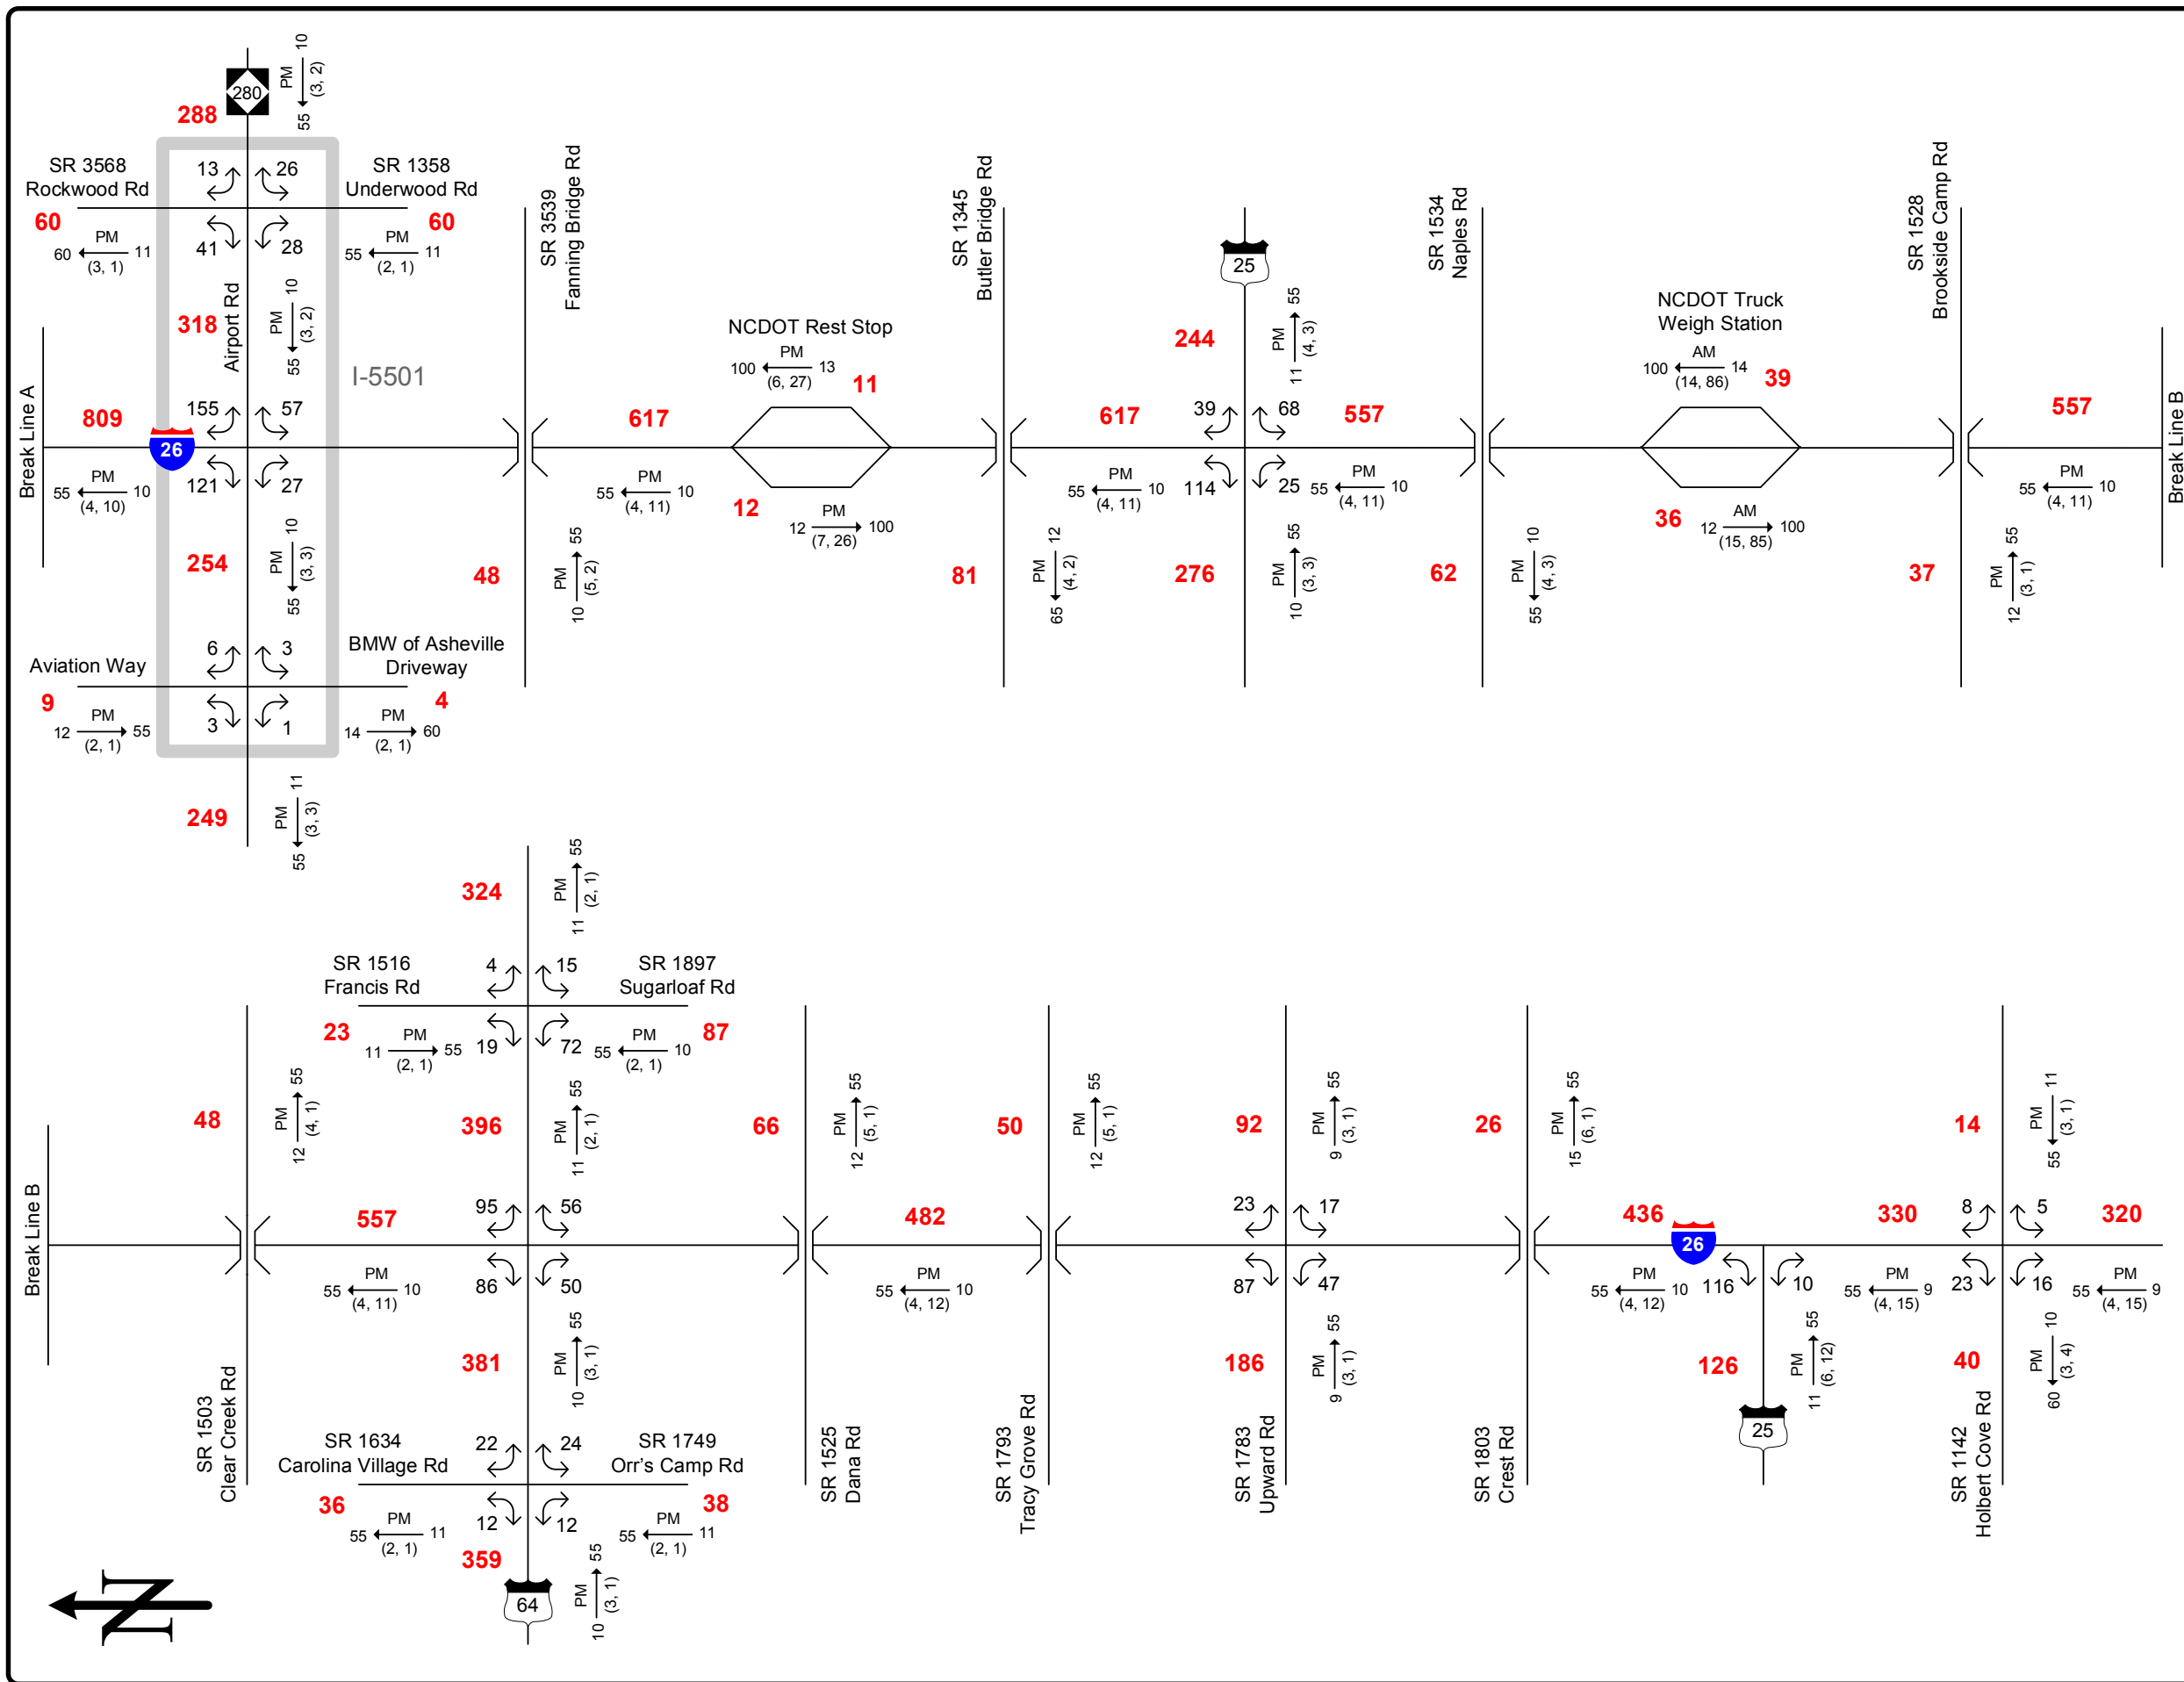 280
288
PM
10
(3, 2)
55
SR 3568
Rockwood Rd
13
26
SR 1358
Underwood Rd
60
60
PM
60
11
(3, 1)
41
28
PM
55
11
(2, 1)
318
Airport Rd
PM
10
(3, 2)
55
I-5501
Break Line A
809
26
155
57
121
27
PM
55
10
(4, 10)
254
PM
10
(3, 3)
55
Aviation Way
6
3
BMW of Asheville
Driveway
9
4
PM
12
55
(2, 1)
3
1
PM
14
60
(2, 1)
249
PM
11
(3, 3)
55
SR 3539
Fanning Bridge Rd
48
PM
10
55
(5, 2)
617
PM
55
10
(4, 11)
NCDOT Rest Stop
PM
100
13
(6, 27)
11
12
PM
12
100
(7, 26)
SR 1345
Butler Bridge Rd
81
PM
12
(4, 2)
65
617
PM
55
10
(4, 11)
25
244
PM
11
55
(4, 3)
39
68
114
25
276
PM
10
55
(3, 3)
557
PM
55
10
(4, 11)
SR 1534
Naples Rd
62
PM
10
(4, 3)
55
NCDOT Truck
Weigh Station
AM
100
14
(14, 86)
39
36
AM
12
100
(15, 85)
SR 1528
Brookside Camp Rd
37
PM
12
55
(3, 1)
557
PM
55
10
(4, 11)
Break Line B
Break Line B
48
PM
12
55
(4, 1)
SR 1503
Clear Creek Rd
557
PM
55
10
(4, 11)
324
PM
11
55
(2, 1)
SR 1516
Francis Rd
4
15
SR 1897
Sugarloaf Rd
23
87
PM
11
55
(2, 1)
19
72
PM
55
10
(2, 1)
396
PM
11
55
(2, 1)
95
56
86
50
381
PM
10
55
(3, 1)
SR 1634
Carolina Village Rd
22
24
SR 1749
Orr's Camp Rd
36
38
PM
55
11
(2, 1)
12
12
PM
55
11
(2, 1)
359
64
PM
10
55
(3, 1)
66
PM
12
55
(5, 1)
SR 1525
Dana Rd
482
PM
55
10
(4, 12)
50
PM
12
55
(5, 1)
SR 1793
Tracy Grove Rd
92
PM
9
55
(3, 1)
23
17
87
47
186
PM
9
55
(3, 1)
SR 1783
Upward Rd
26
PM
15
55
(6, 1)
SR 1803
Crest Rd
436
26
PM
55
10
(4, 12)
116
10
126
PM
11
55
(6, 12)
25
330
PM
55
9
(4, 15)
14
PM
11
(3, 1)
55
8
5
23
16
40
PM
10
(3, 4)
60
SR 1142
Holbert Cove Rd
320
PM
55
9
(4, 15)
N